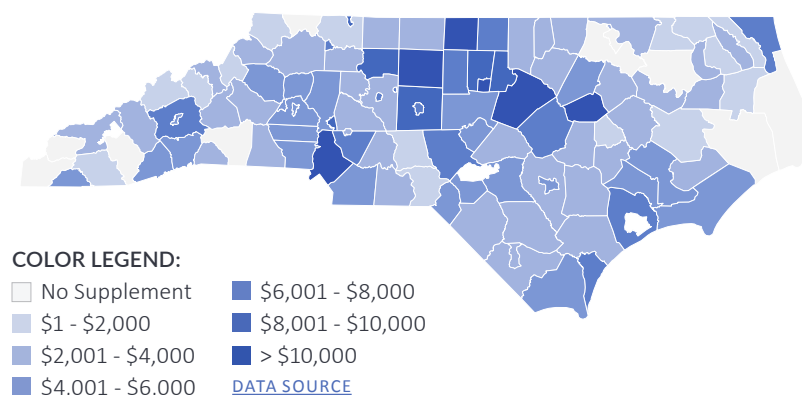 COLOR LEGEND:
No Supplement
$1 - $2,000
$2,001 - $4,000
$4,001 - $6,000
$6,001 - $8,000
$8,001 - $10,000
> $10,000
DATA SOURCE